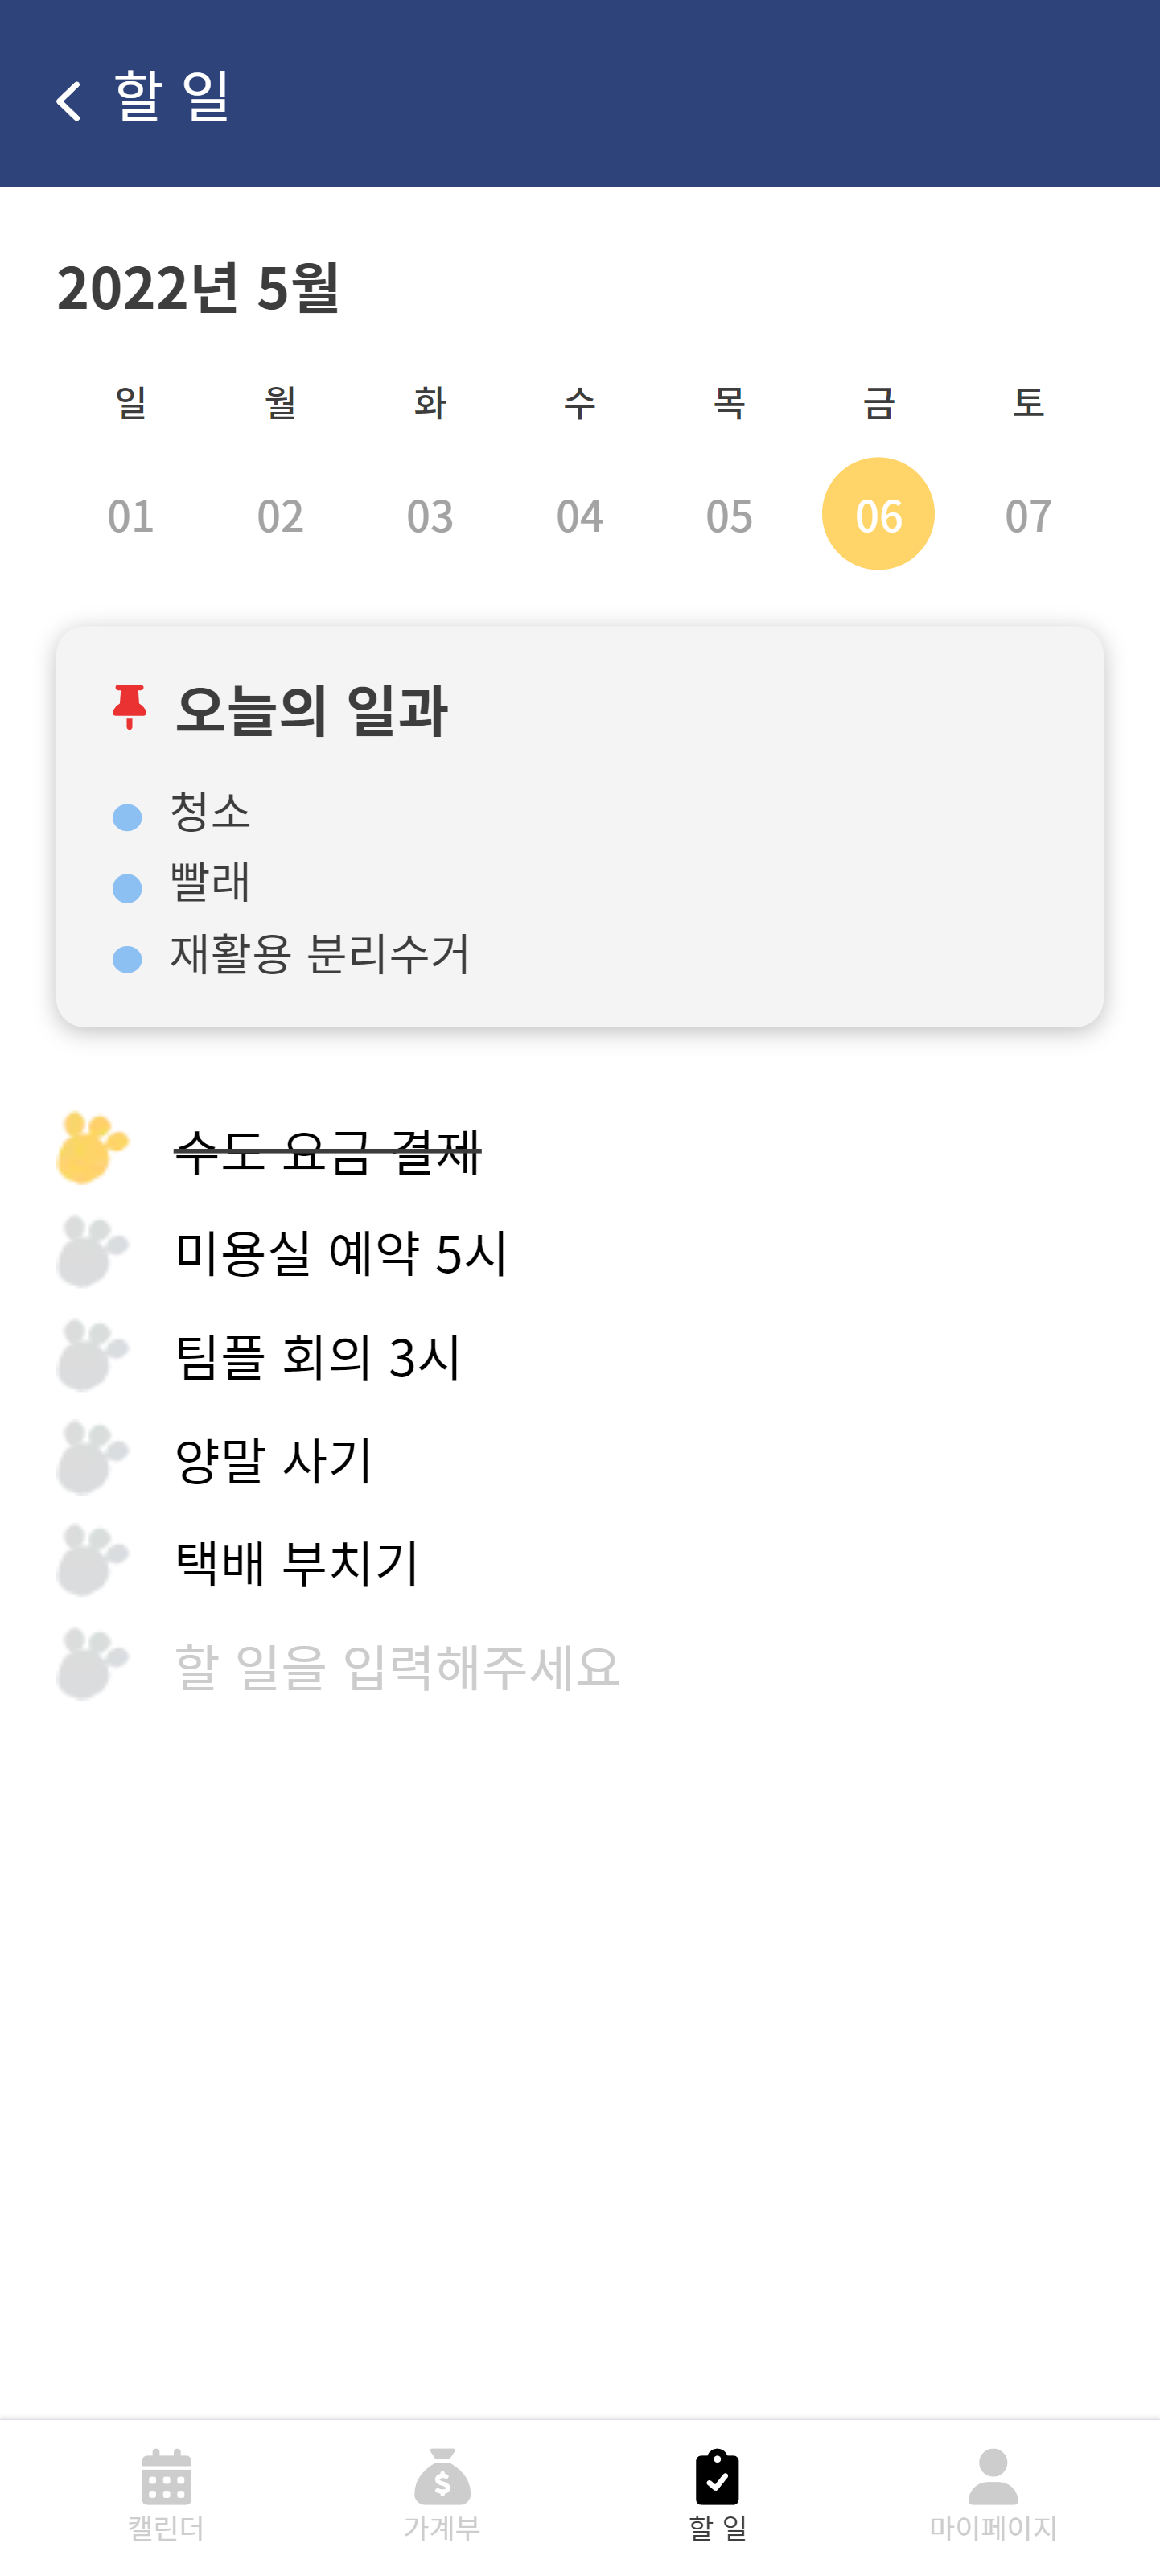 할 일
2022년 5월
일 월 화 수 목 금 토
01 02 03 04 05 06 07
오늘의 일과
청소
빨래
재활용 분리수거
수도 요금 결제
미용실 예약 5시
팀플 회의 3시
양말 사기
택배 부치기
할 일을 입력해주세요
캘린더 가계부 할 일 마이페이지